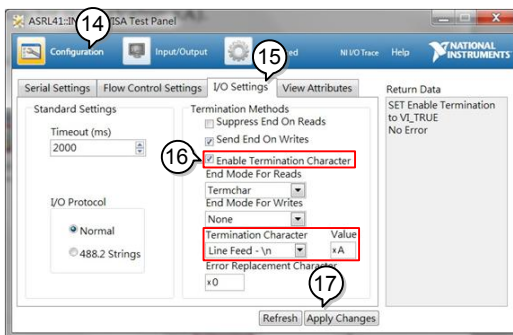 ASRL41::IN ISA Test Panel
14
Configuration
Input/Output
ed
NI I/O Trace
Help
NATIONAL INSTRUMENTS
15
Serial Settings
Flow Control Settings
I/O Settings
View Attributes
Return Data
SET Enable Termination
to VI_TRUE
No Error
Standard Settings
Timeout (ms)
2000
I/O Protocol
Normal
488.2 Strings
Termination Methods
Suppress End On Reads
Send End On Writes
16
Enable Termination Character
End Mode For Reads
Termchar
End Mode For Writes
None
Termination Character
Value
Line Feed - \n
xA
Error Replacement Character
x0
17
Refresh
Apply Changes